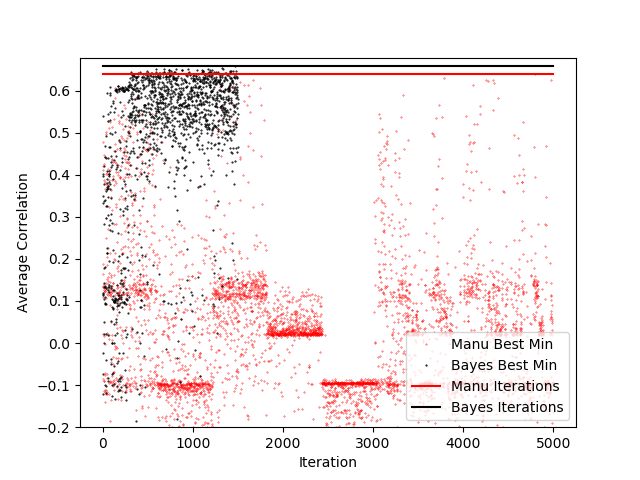 0.6
0.5
0.4
0.3
0.2
0.1
0.0
−0.1
−0.2
Average Correlation
Manu Best Min
Bayes Best Min
Manu Iterations
Bayes Iterations
0 1000 2000 3000 4000 5000
Iteration